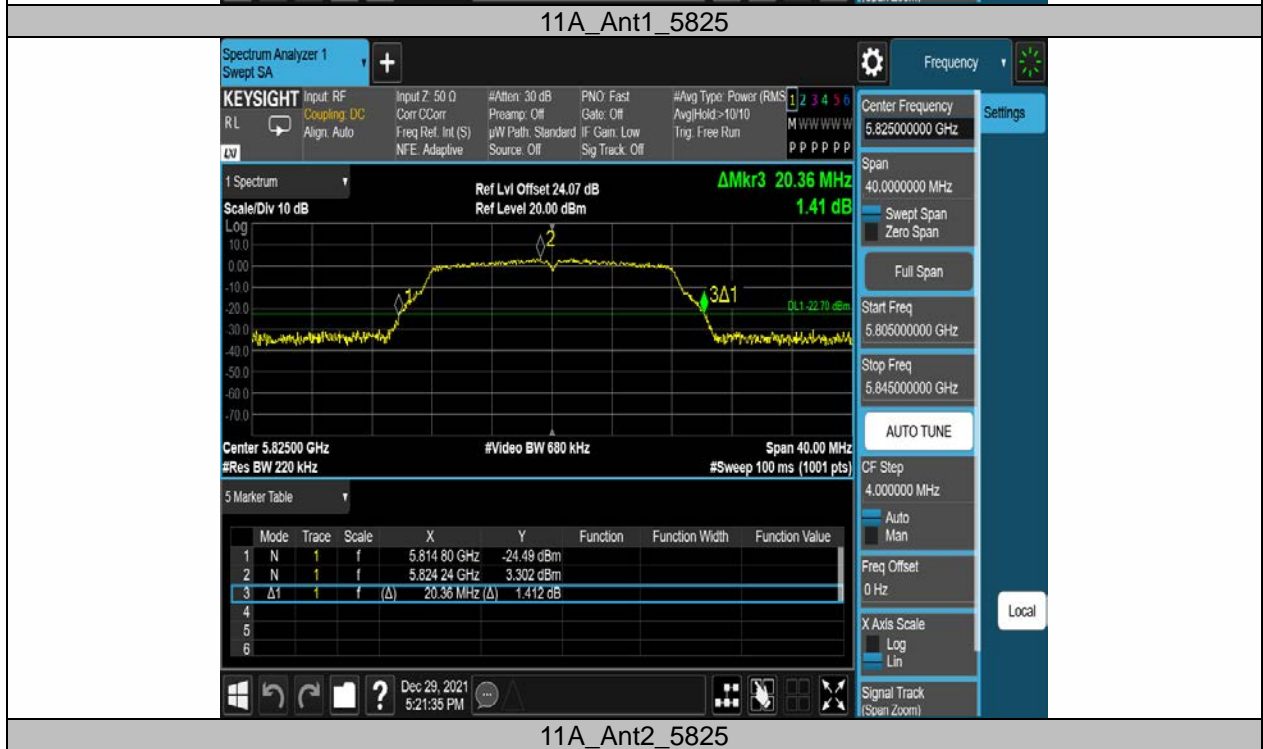 (Span Zoom)
11A_Ant1_5825
Spectrum Analyzer 1
Swept SA
+
Frequency
KEYSIGHT
RL
LXI
Input: RF
Coupling: DC
Align: Auto
Input Z: 50 Ω
Corr CCorr
Freq Ref: Int (S)
NFE: Adaptive
#Atten: 30 dB
Preamp: Off
µW Path: Standard
Source: Off
PNO: Fast
Gate: Off
IF Gain: Low
Sig Track: Off
#Avg Type: Power (RMS
Avg|Hold:>10/10
Trig: Free Run
1 2 3 4 5 6
M W W W W W
P P P P P P
1 Spectrum
Scale/Div 10 dB
Ref Lvl Offset 24.07 dB
Ref Level 20.00 dBm
ΔMkr3 20.36 MHz
1.41 dB
Log
10.0
0.00
-10.0
-20.0
-30.0
-40.0
-50.0
-60.0
-70.0
1
2
3Δ1
DL1 -22.70 dBm
Center 5.82500 GHz
#Res BW 220 kHz
#Video BW 680 kHz
Span 40.00 MHz
#Sweep 100 ms (1001 pts)
5 Marker Table
Mode Trace Scale X Y Function Function Width Function Value
1 N 1 f 5.814 80 GHz -24.49 dBm
2 N 1 f 5.824 24 GHz 3.302 dBm
3 Δ1 1 f (Δ) 20.36 MHz (Δ) 1.412 dB
4
5
6
Center Frequency
5.825000000 GHz
Settings
Span
40.0000000 MHz
Swept Span
Zero Span
Full Span
Start Freq
5.805000000 GHz
Stop Freq
5.845000000 GHz
AUTO TUNE
CF Step
4.000000 MHz
Auto
Man
Freq Offset
0 Hz
X Axis Scale
Log
Lin
Local
Signal Track
(Span Zoom)
?
Dec 29, 2021
5:21:35 PM
11A_Ant2_5825